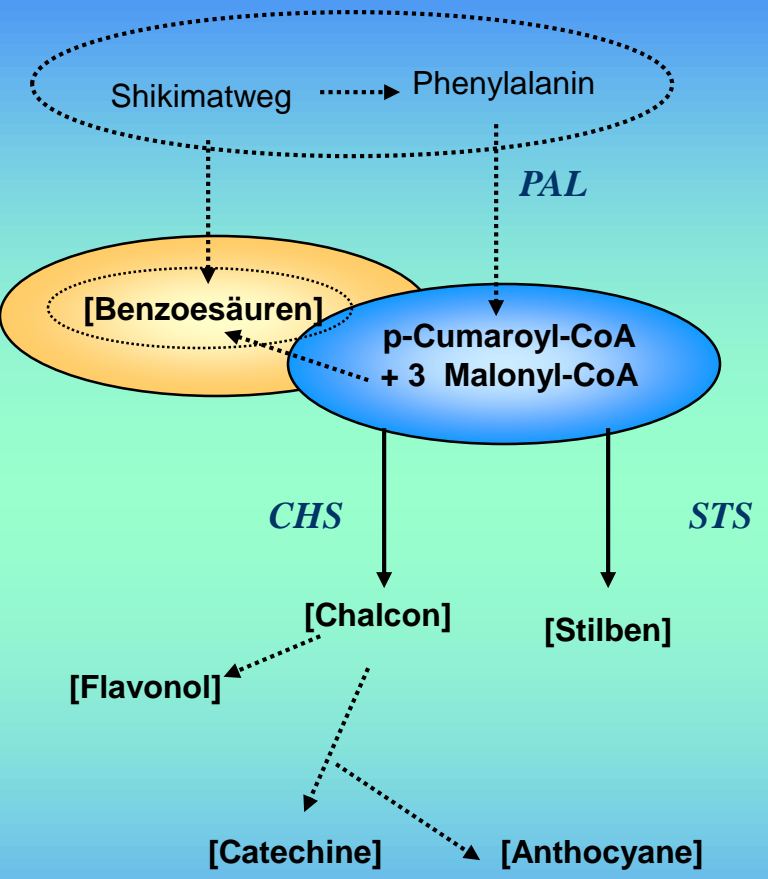 Shikimatweg
Phenylalanin
PAL
[Benzoesäuren]
p-Cumaroyl-CoA
+ 3 Malonyl-CoA
CHS
STS
[Chalcon]
[Stilben]
[Flavonol]
[Catechine]
[Anthocyane]